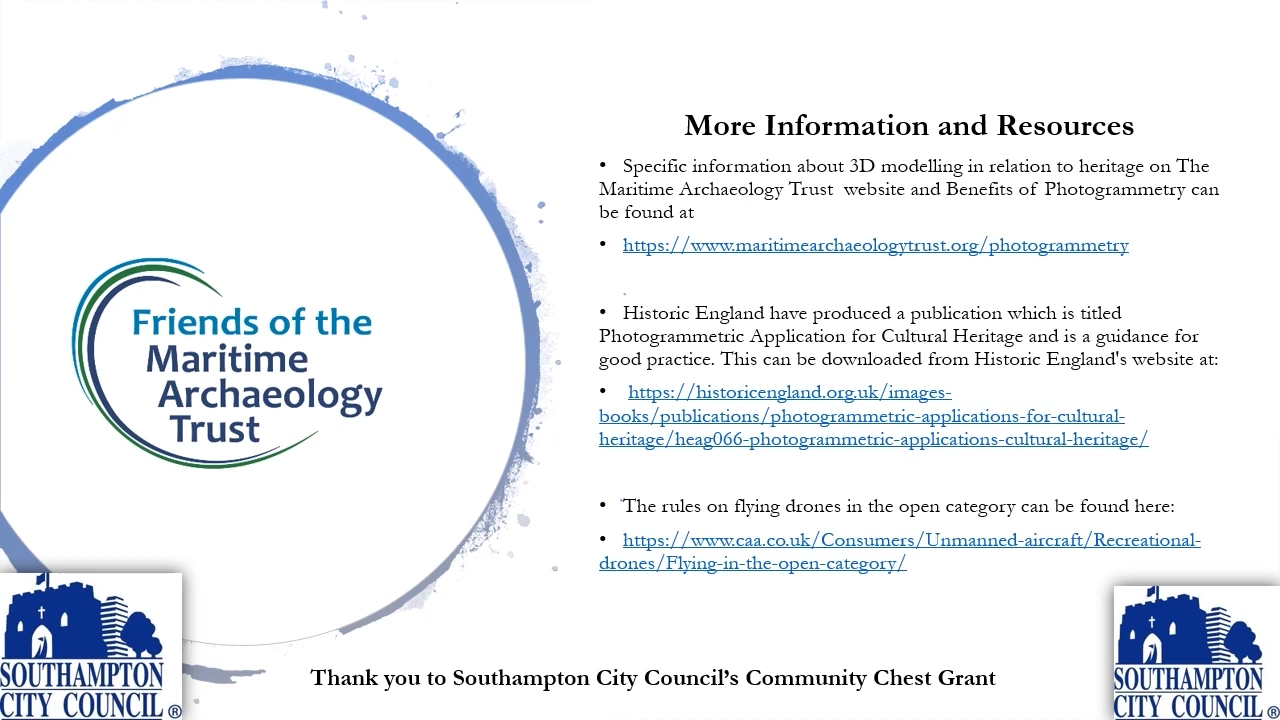 More Information and Resources
• Specific information about 3D modelling in relation to heritage on The
Maritime Archaeology Trust website and Benefits of Photogrammetry can
be found at
• https://www.maritimearchaeologytrust.org/photogrammetry
• Historic England have produced a publication which is titled
Photogrammetric Application for Cultural Heritage and is a guidance for
good practice. This can be downloaded from Historic England's website at:
• https://historicengland.org.uk/images-
books/publications/photogrammetric-applications-for-cultural-
heritage/heag066-photogrammetric-applications-cultural-heritage/
• The rules on flying drones in the open category can be found here:
• https://www.caa.co.uk/Consumers/Unmanned-aircraft/Recreational-
drones/Flying-in-the-open-category/
Friends of the
Maritime
Archaeology
Trust
SOUTHAMPTON
CITY COUNCIL ®
Thank you to Southampton City Council’s Community Chest Grant
SOUTHAMPTON
CITY COUNCIL ®